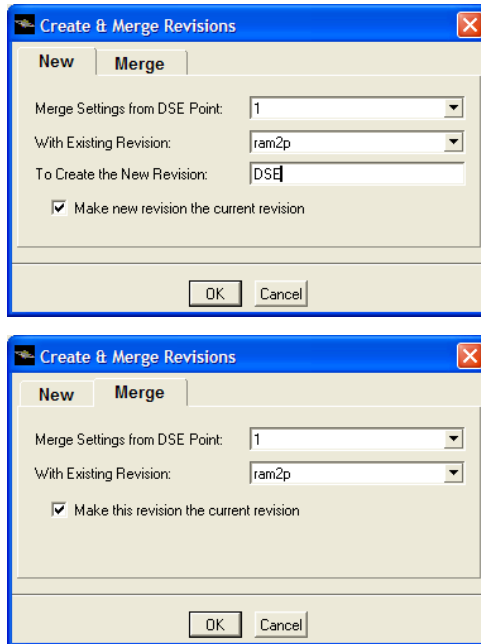 Create & Merge Revisions
New Merge
Merge Settings from DSE Point: 1
With Existing Revision: ram2p
To Create the New Revision: DSE
Make new revision the current revision
OK Cancel
Create & Merge Revisions
New Merge
Merge Settings from DSE Point: 1
With Existing Revision: ram2p
Make this revision the current revision
OK Cancel